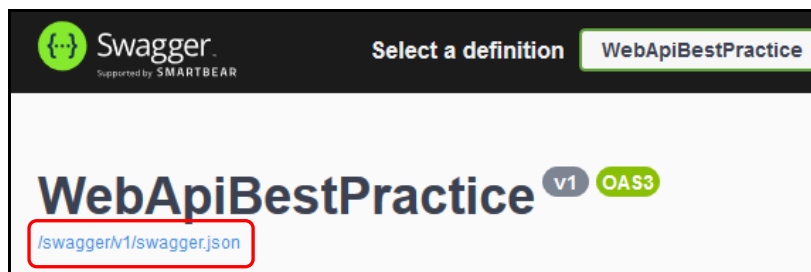 {...} Swagger
Supported by SMARTBEAR
Select a definition
WebApiBestPractice
WebApiBestPractice v1 OAS3
/swagger/v1/swagger.json